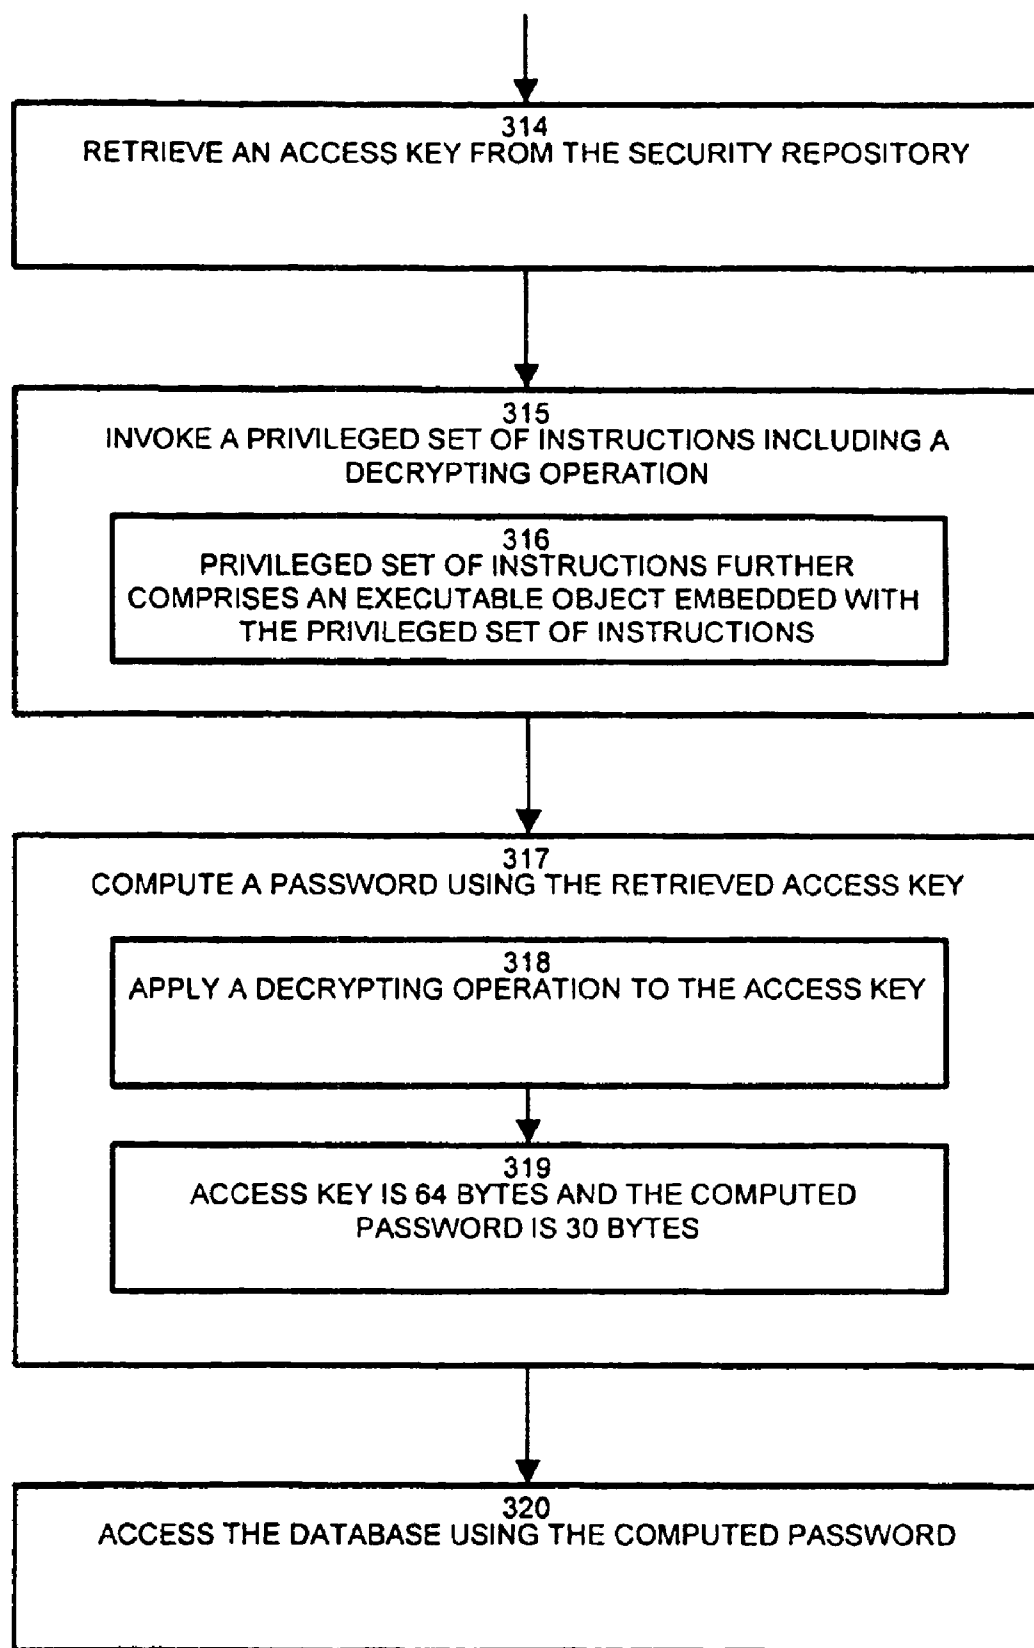 314
RETRIEVE AN ACCESS KEY FROM THE SECURITY REPOSITORY
315
INVOKE A PRIVILEGED SET OF INSTRUCTIONS INCLUDING A
DECRYPTING OPERATION
316
PRIVILEGED SET OF INSTRUCTIONS FURTHER
COMPRISES AN EXECUTABLE OBJECT EMBEDDED WITH
THE PRIVILEGED SET OF INSTRUCTIONS
317
COMPUTE A PASSWORD USING THE RETRIEVED ACCESS KEY
318
APPLY A DECRYPTING OPERATION TO THE ACCESS KEY
319
ACCESS KEY IS 64 BYTES AND THE COMPUTED
PASSWORD IS 30 BYTES
320
ACCESS THE DATABASE USING THE COMPUTED PASSWORD